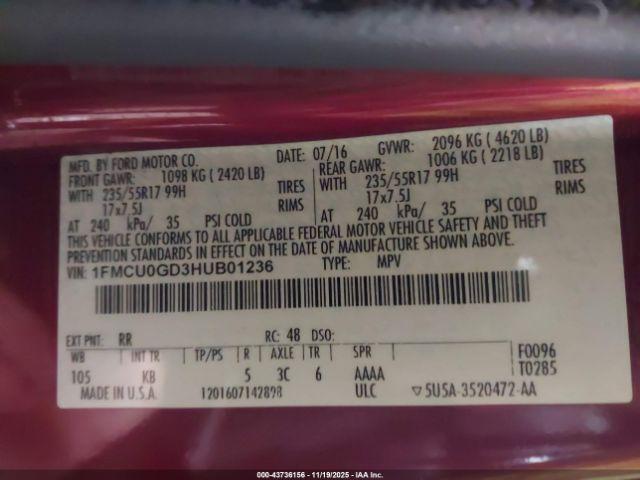 MFD. BY FORD MOTOR CO.
DATE: 07/16 GVWR: 2096 KG ( 4620 LB)
FRONT GAWR: 1098 KG ( 2420 LB)
REAR GAWR: 1006 KG ( 2218 LB)
WITH 235/55R17 99H TIRES
WITH 235/55R17 99H TIRES
17x7.5J RIMS
17x7.5J RIMS
AT 240 kPa/ 35 PSI COLD
AT 240 kPa/ 35 PSI COLD
THIS VEHICLE CONFORMS TO ALL APPLICABLE FEDERAL MOTOR VEHICLE SAFETY AND THEFT
PREVENTION STANDARDS IN EFFECT ON THE DATE OF MANUFACTURE SHOWN ABOVE.
VIN: 1FMCU0GD3HUB01236 TYPE: MPV
EXT PNT: RR RC: 48 DSO:
WB INT TR TP/PS R AXLE TR SPR
F0096
T0285
105 KB 5 3C 6 AAAA
MADE IN U.S.A. 1201607142898 ULC ▽5U5A-3520472-AA
000-43736156 - 11/19/2025 - IAA Inc.